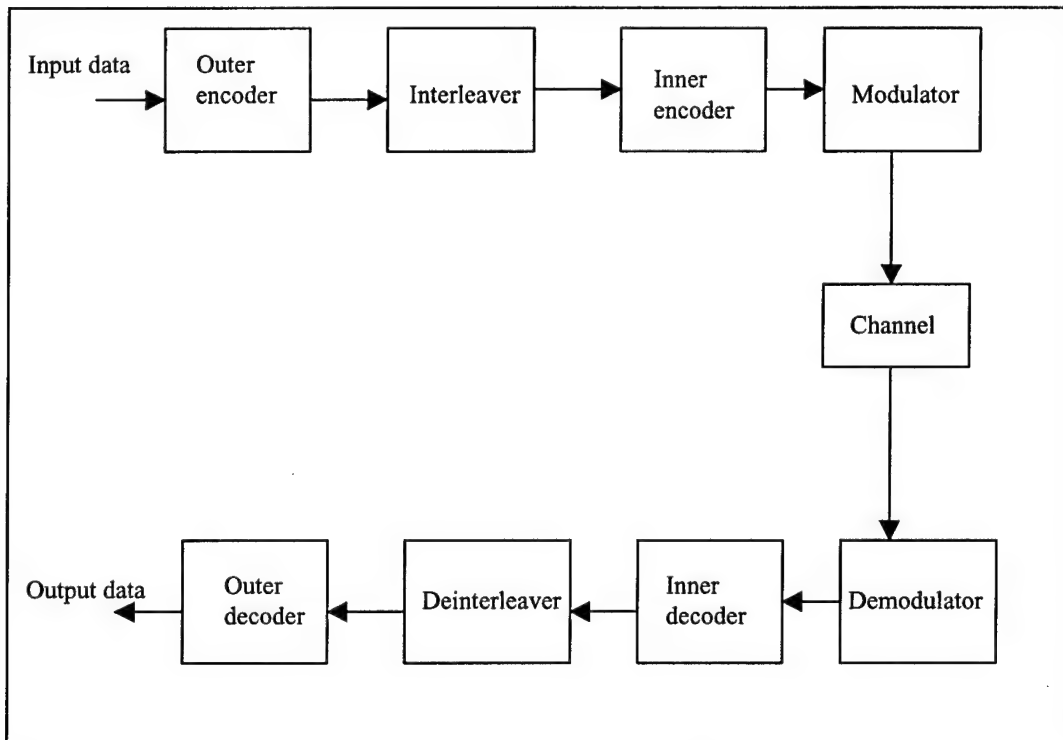 Input data
Outer
encoder
Interleaver
Inner
encoder
Modulator
Channel
Output data
Outer
decoder
Deinterleaver
Inner
decoder
Demodulator